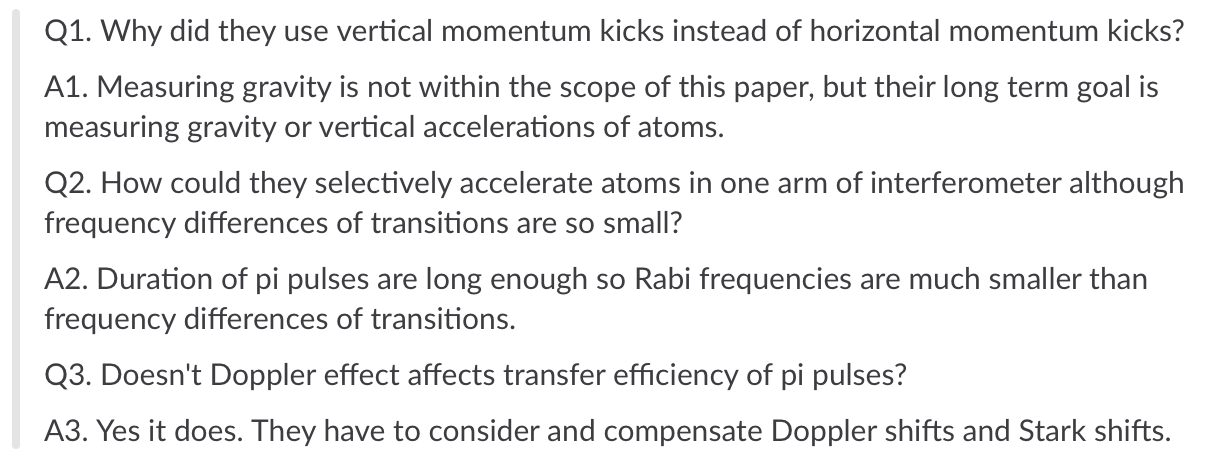 Q1. Why did they use vertical momentum kicks instead of horizontal momentum kicks?
A1. Measuring gravity is not within the scope of this paper, but their long term goal is
measuring gravity or vertical accelerations of atoms.
Q2. How could they selectively accelerate atoms in one arm of interferometer although
frequency differences of transitions are so small?
A2. Duration of pi pulses are long enough so Rabi frequencies are much smaller than
frequency differences of transitions.
Q3. Doesn't Doppler effect affects transfer efficiency of pi pulses?
A3. Yes it does. They have to consider and compensate Doppler shifts and Stark shifts.